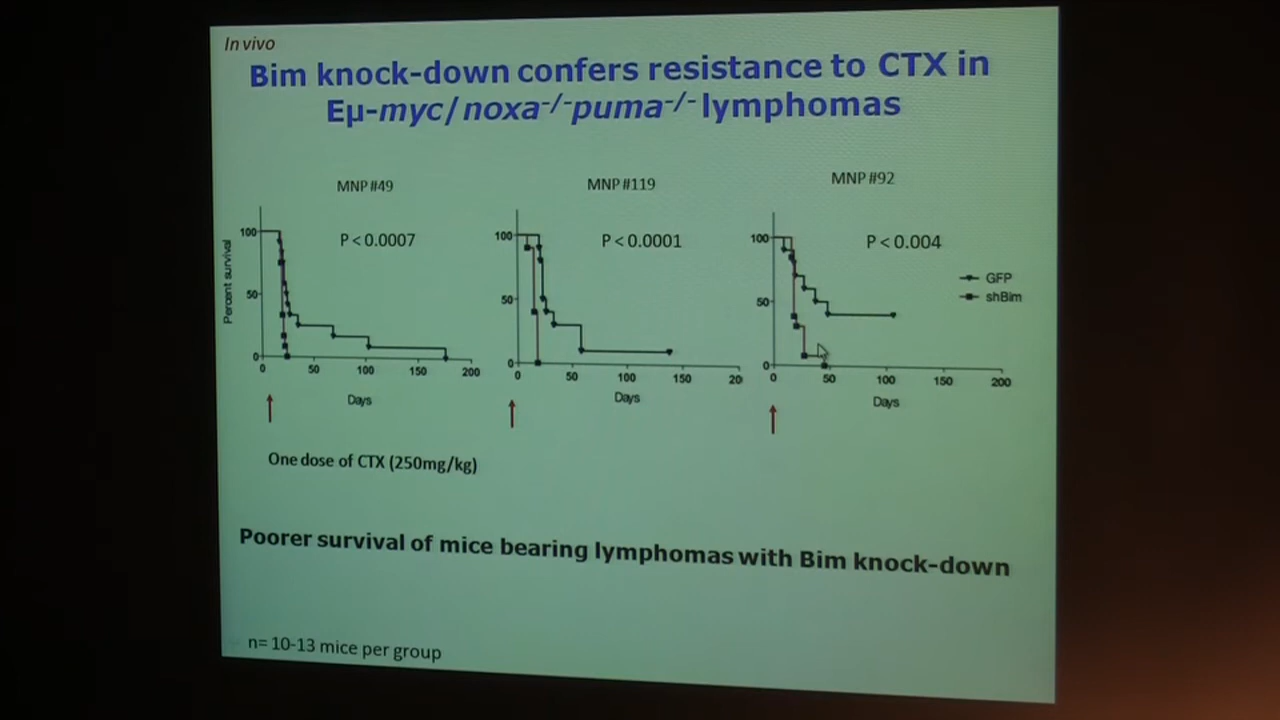 In vivo
Bim knock-down confers resistance to CTX in
Eμ-myc/noxa-/-puma-/- lymphomas
MNP #49
MNP #119
MNP #92
P < 0.0007
P < 0.0001
P < 0.004
Percent survival
100
50
0
0 50 100 150 200
Days
100
50
0
0 50 100 150 20
Days
100
50
0
0 50 100 150 200
Days
GFP
shBim
One dose of CTX (250mg/kg)
Poorer survival of mice bearing lymphomas with Bim knock-down
n= 10-13 mice per group